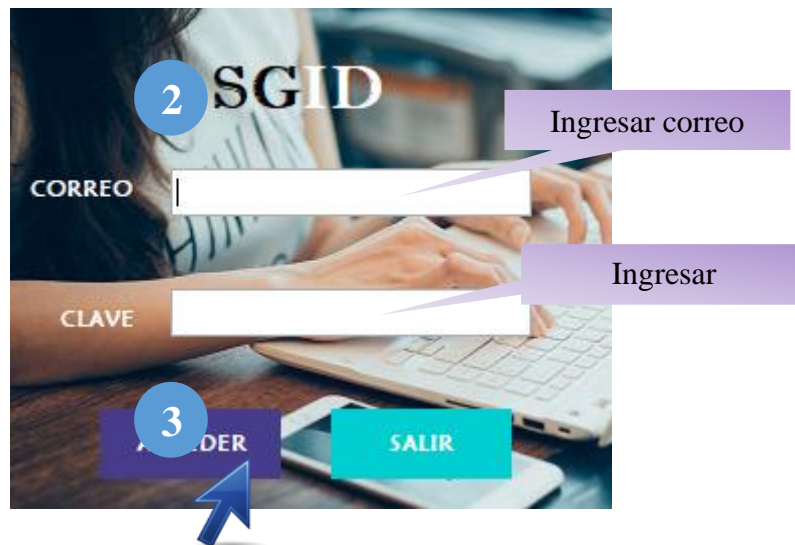 2 SGID
Ingresar correo
CORREO
Ingresar
CLAVE
3
SALIR